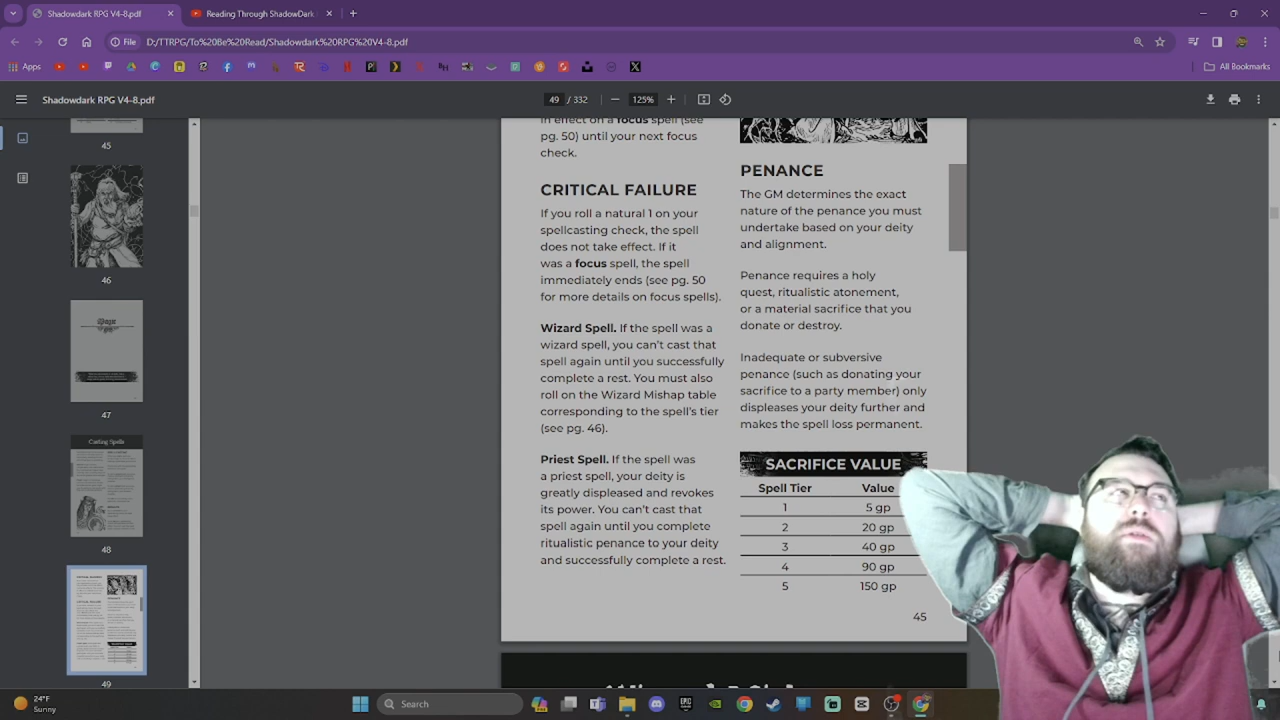 Shadowdark RPG V4-8.pdf
Reading Through ShadowDark
File
D:/TTRPG/To%20Be%20Read/Shadowdark%20RPG%20V4-8.pdf
Apps
All Bookmarks
Shadowdark RPG V4-8.pdf
49 / 332
125%
45
46
47
Casting Spells
48
49
in effect on a focus spell (see
pg. 50) until your next focus
check.
CRITICAL FAILURE
If you roll a natural 1 on your
spellcasting check, the spell
does not take effect. If it
was a focus spell, the spell
immediately ends (see pg. 50
for more details on focus spells).
Wizard Spell. If the spell was a
wizard spell, you can't cast that
spell again until you successfully
complete a rest. You must also
roll on the Wizard Mishap table
corresponding to the spell's tier
(see pg. 46).
Priest Spell. If the spell was
a priest spell, your deity is
greatly displeased and revokes
its power. You can't cast that
spell again until you complete
ritualistic penance to your deity
and successfully complete a rest.
PENANCE
The GM determines the exact
nature of the penance you must
undertake based on your deity
and alignment.
Penance requires a holy
quest, ritualistic atonement,
or a material sacrifice that you
donate or destroy.
Inadequate or subversive
penance (such as donating your
sacrifice to a party member) only
displeases your deity further and
makes the spell loss permanent.
SACRIFICE VALUE
Spell Tier Value
1 5 gp
2 20 gp
3 40 gp
4 90 gp
5 150 gp
45
24°F
Sunny
Search